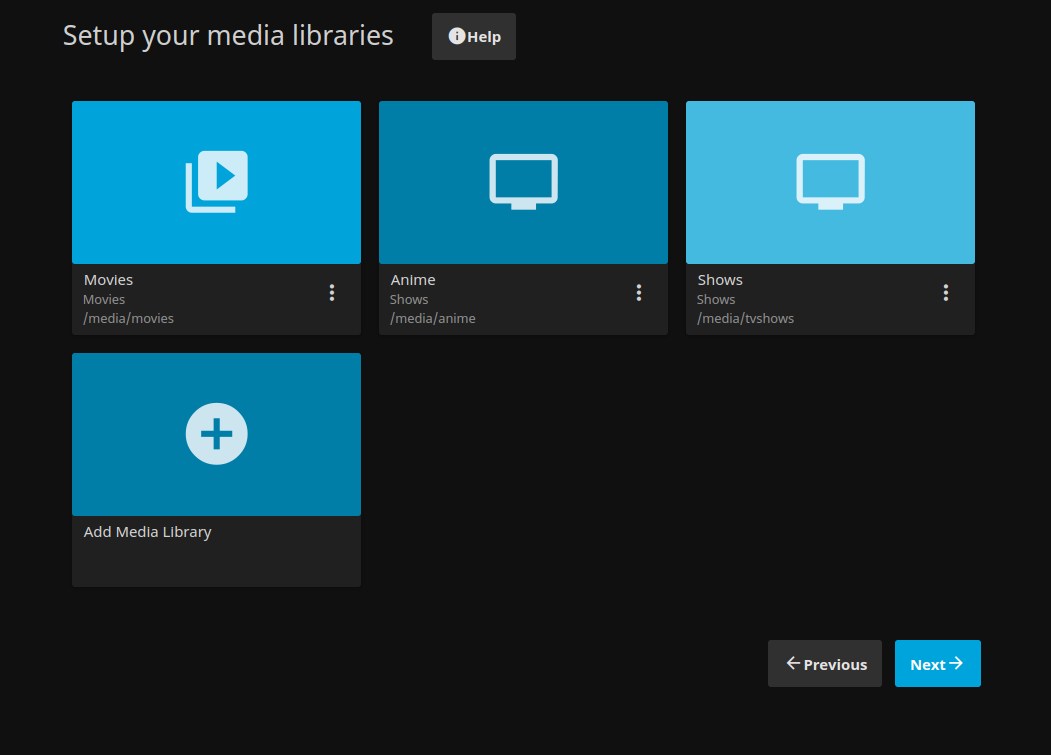 Setup your media libraries
Help
Movies
Movies
/media/movies
Anime
Shows
/media/anime
Shows
Shows
/media/tvshows
Add Media Library
Previous
Next